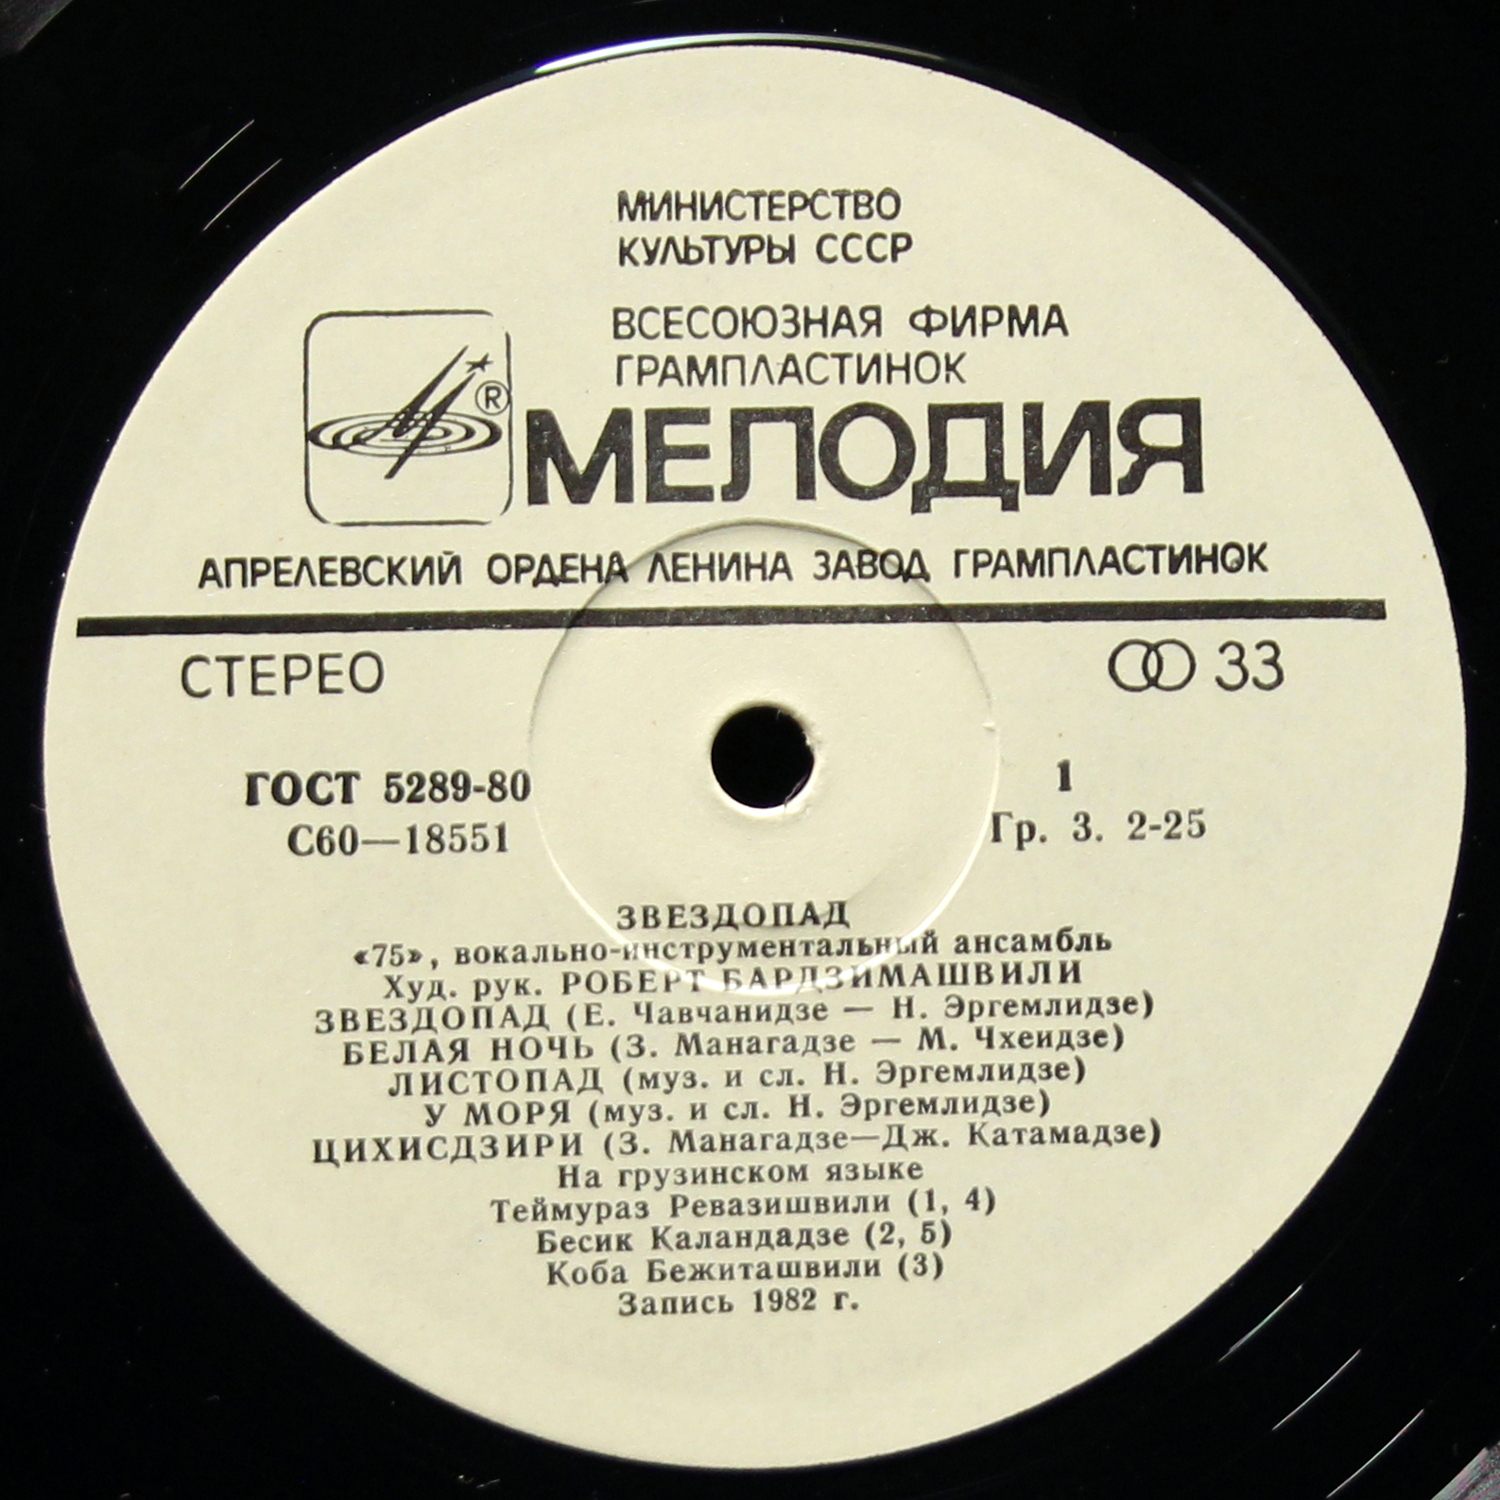 МИНИСТЕРСТВО
КУЛЬТУРЫ СССР
ВСЕСОЮЗНАЯ ФИРМА
ГРАМПЛАСТИНОК
®
МЕЛОДИЯ
АПРЕЛЕВСКИЙ ОРДЕНА ЛЕНИНА ЗАВОД ГРАМПЛАСТИНОК
СТЕРЕО
33
ГОСТ 5289-80
1
С60—18551
Гр. 3. 2-25
ЗВЕЗДОПАД
«75», вокально-инструментальный ансамбль
Худ. рук. РОБЕРТ БАРДЗИМАШВИЛИ
ЗВЕЗДОПАД (Е. Чавчанидзе — Н. Эргемлидзе)
БЕЛАЯ НОЧЬ (З. Манагадзе — М. Чхеидзе)
ЛИСТОПАД (муз. и сл. Н. Эргемлидзе)
У МОРЯ (муз. и сл. Н. Эргемлидзе)
ЦИХИСДЗИРИ (З. Манагадзе—Дж. Катамадзе)
На грузинском языке
Теймураз Ревазишвили (1, 4)
Бесик Каландадзе (2, 5)
Коба Бежиташвили (3)
Запись 1982 г.